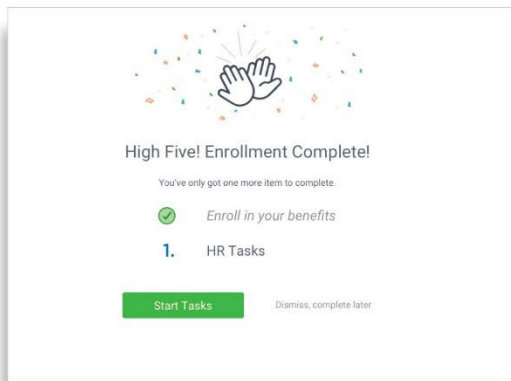 High Five! Enrollment Complete!
You've only got one more item to complete.
Enroll in your benefits
1. HR Tasks
Start Tasks Dismiss, complete later